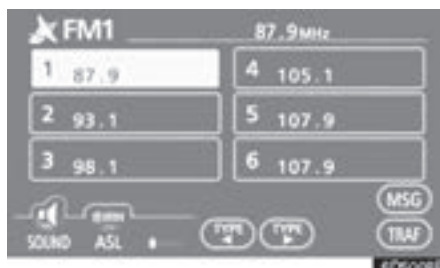 FM1 87.9MHz
1 87.9
4 105.1
2 93.1
5 107.9
3 98.1
6 107.9
MSG
SOUND ASL TYPE TYPE TRAF